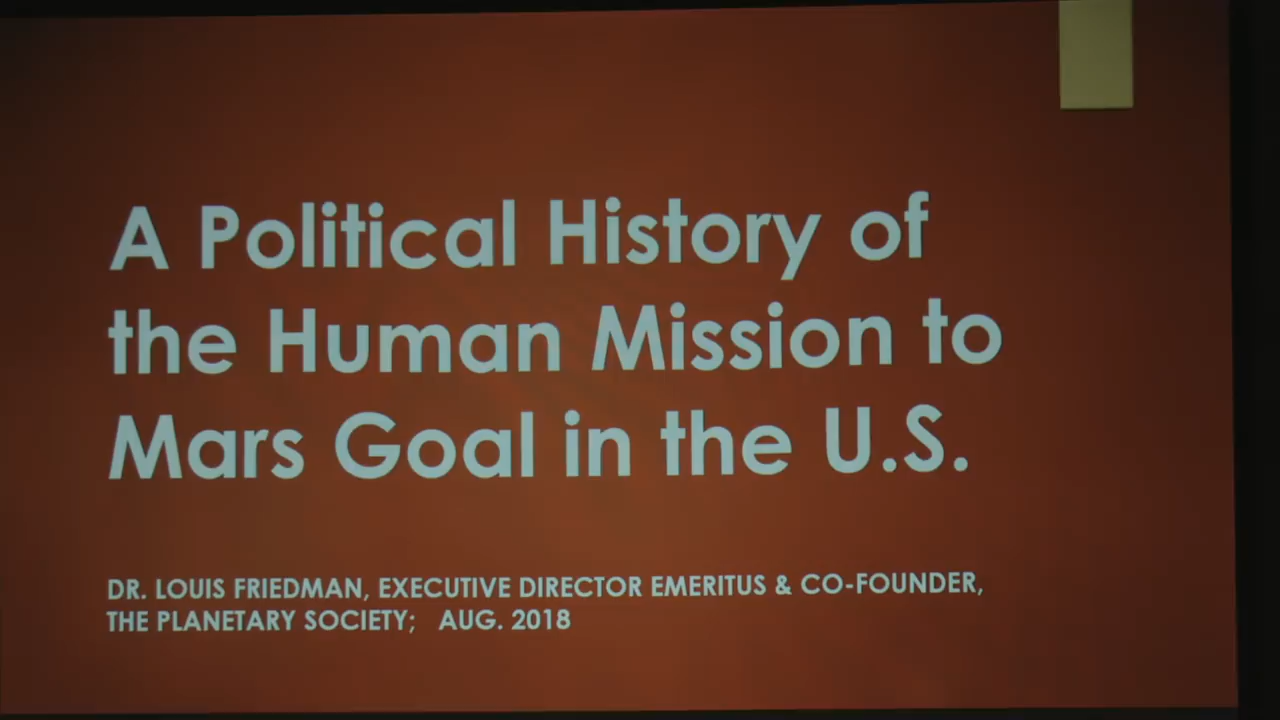 A Political History of
the Human Mission to
Mars Goal in the U.S.
DR. LOUIS FRIEDMAN, EXECUTIVE DIRECTOR EMERITUS & CO-FOUNDER,
THE PLANETARY SOCIETY; AUG. 2018